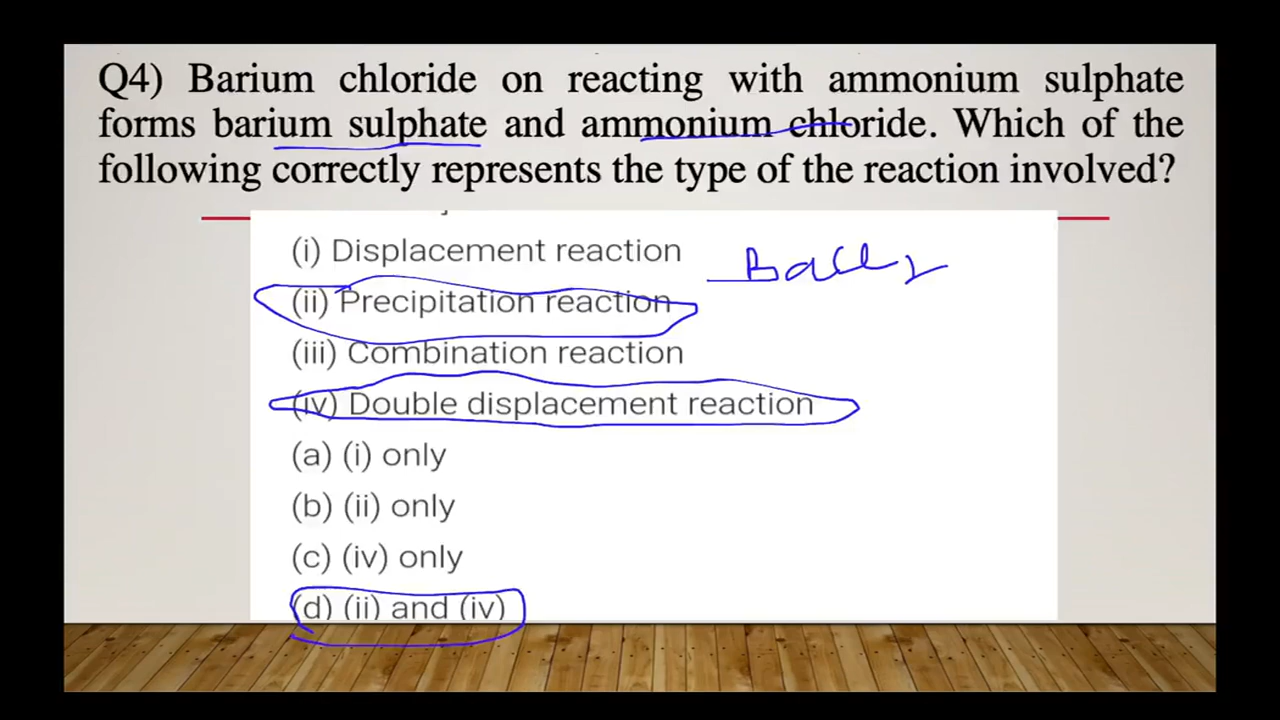 Q4) Barium chloride on reacting with ammonium sulphate
forms barium sulphate and ammonium chloride. Which of the
following correctly represents the type of the reaction involved?
(i) Displacement reaction
BaCl2
(ii) Precipitation reaction
(iii) Combination reaction
(iv) Double displacement reaction
(a) (i) only
(b) (ii) only
(c) (iv) only
(d) (ii) and (iv)